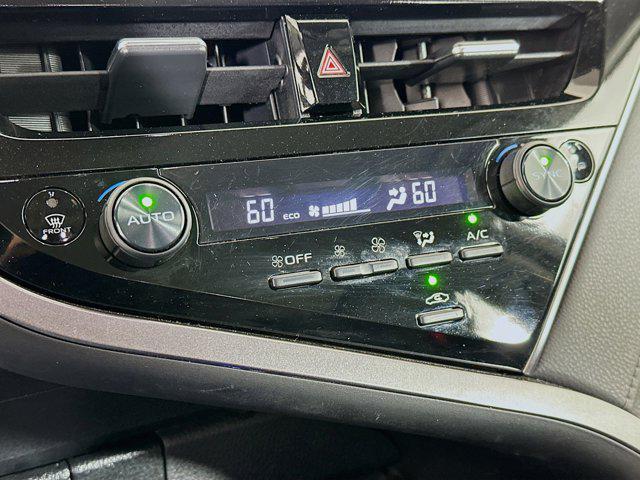 FRONT
AUTO
60 ECO 60
SYNC
OFF
A/C